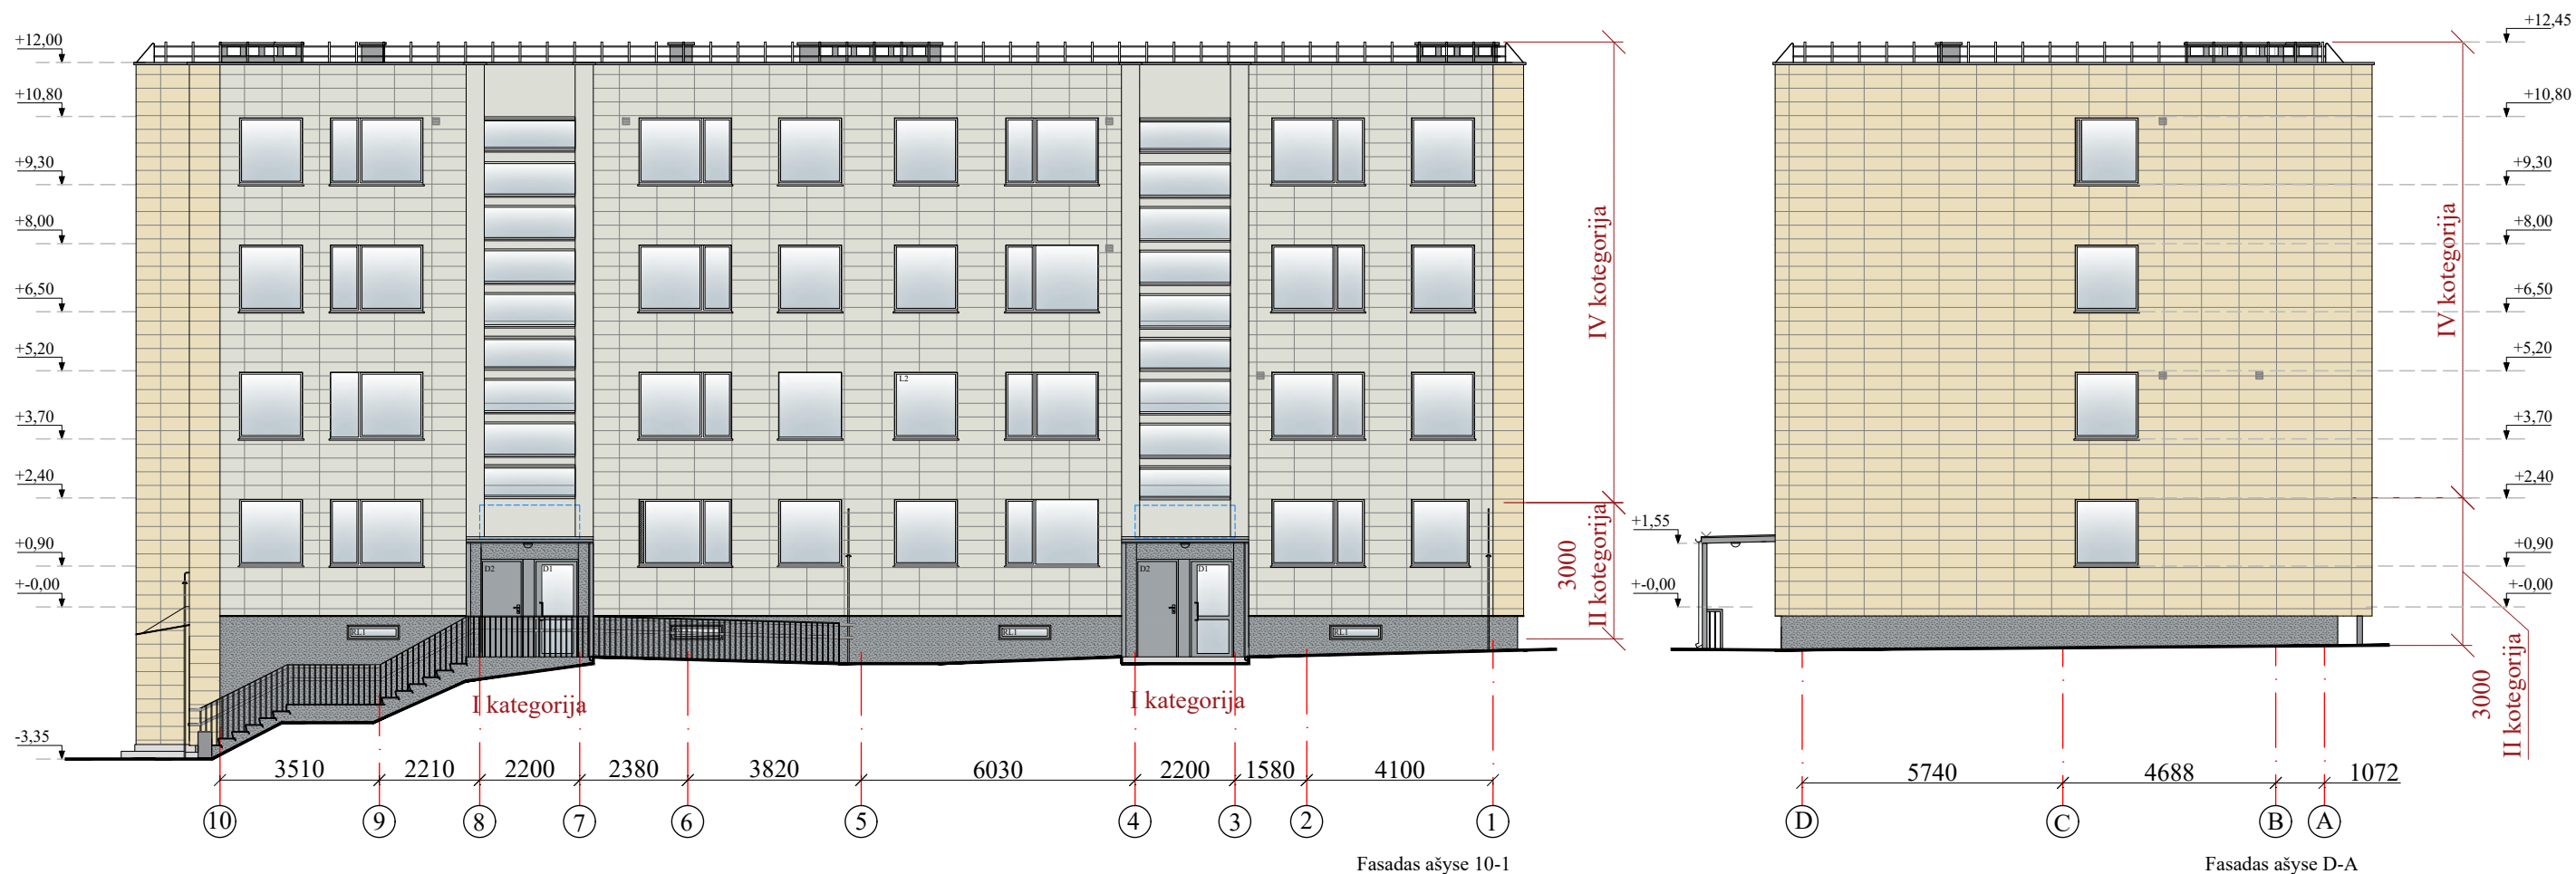 +12,00
+10,80
+9,30
+8,00
+6,50
+5,20
+3,70
+2,40
+0,90
+-0,00
-3,35
L2
D2
D1
D2
D1
RL1
RL1
RL1
I kategorija
I kategorija
IV kotegorija
3000
II kotegorija
3510
2210
2200
2380
3820
6030
2200
1580
4100
10
9
8
7
6
5
4
3
2
1
Fasadas ašyse 10-1
+1,55
+-0,00
+12,45
+10,80
+9,30
+8,00
+6,50
+5,20
+3,70
+2,40
+0,90
+-0,00
IV kotegorija
3000
II kotegorija
5740
4688
1072
D
C
B
A
Fasadas ašyse D-A